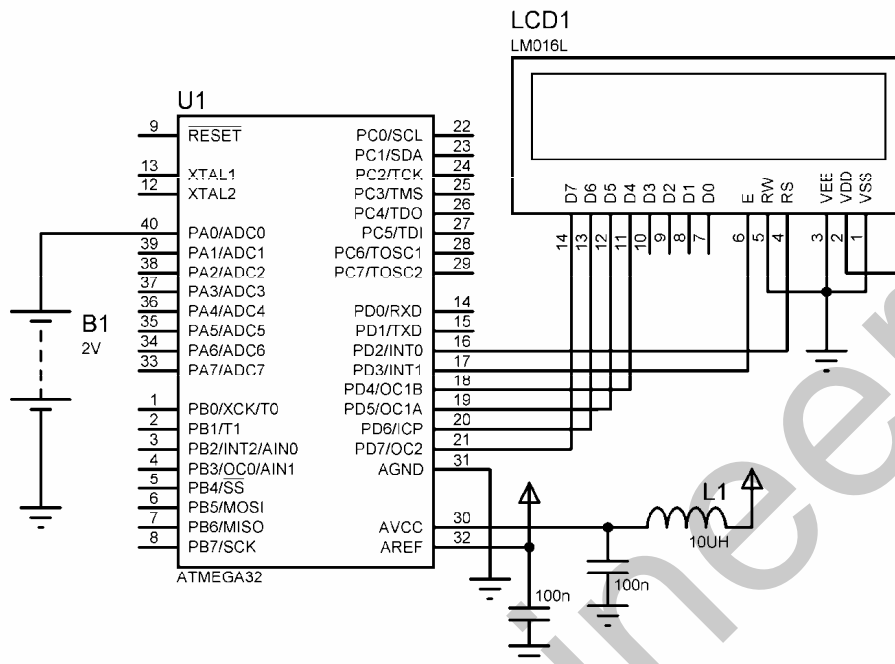 LCD1
LM016L
U1
9 RESET
13 XTAL1
12 XTAL2
40 PA0/ADC0
39 PA1/ADC1
38 PA2/ADC2
37 PA3/ADC3
36 PA4/ADC4
35 PA5/ADC5
34 PA6/ADC6
33 PA7/ADC7
1 PB0/XCK/T0
2 PB1/T1
3 PB2/INT2/AIN0
4 PB3/OC0/AIN1
5 PB4/SS
6 PB5/MOSI
7 PB6/MISO
8 PB7/SCK
PC0/SCL 22
PC1/SDA 23
PC2/TCK 24
PC3/TMS 25
PC4/TDO 26
PC5/TDI 27
PC6/TOSC1 28
PC7/TOSC2 29
PD0/RXD 14
PD1/TXD 15
PD2/INT0 16
PD3/INT1 17
PD4/OC1B 18
PD5/OC1A 19
PD6/ICP 20
PD7/OC2 21
AGND 31
AVCC 30
AREF 32
ATMEGA32
B1
2V
D7 D6 D5 D4 D3 D2 D1 D0 E RW RS VEE VDD VSS
14 13 12 11 10 9 8 7 6 5 4 3 2 1
L1
10UH
100n
100n
ineer